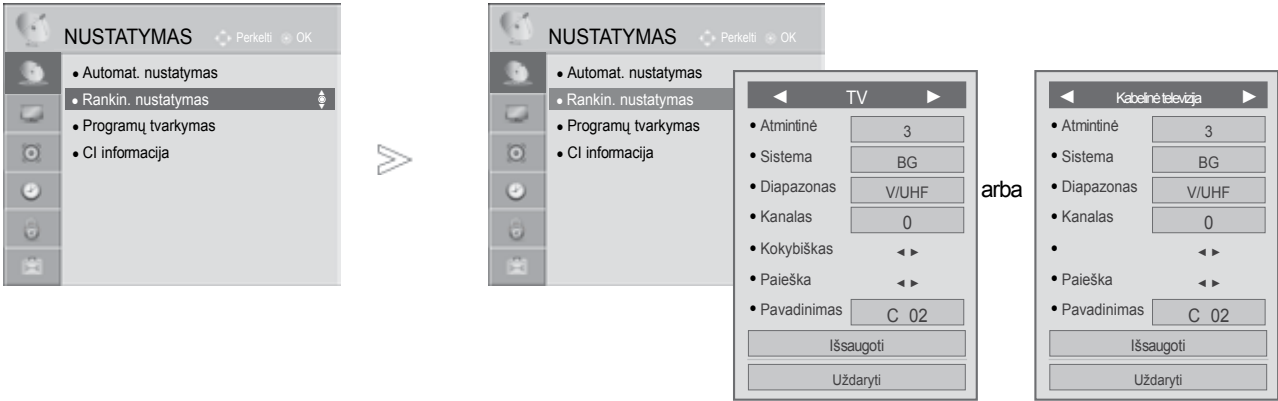 NUSTATYMAS Perkelti OK
• Automat. nustatymas
• Rankin. nustatymas
• Programų tvarkymas
• CI informacija
NUSTATYMAS Perkelti OK
• Automat. nustatymas
• Rankin. nustatymas
• Programų tvarkymas
• CI informacija
◄ TV ►
• Atmintinė 3
• Sistema BG
• Diapazonas V/UHF
• Kanalas 0
• Kokybiškas ◄ ►
• Paieška ◄ ►
• Pavadinimas C 02
Išsaugoti
Uždaryti
arba
◄ Kabelinė televizija ►
• Atmintinė 3
• Sistema BG
• Diapazonas V/UHF
• Kanalas 0
• ◄ ►
• Paieška ◄ ►
• Pavadinimas C 02
Išsaugoti
Uždaryti